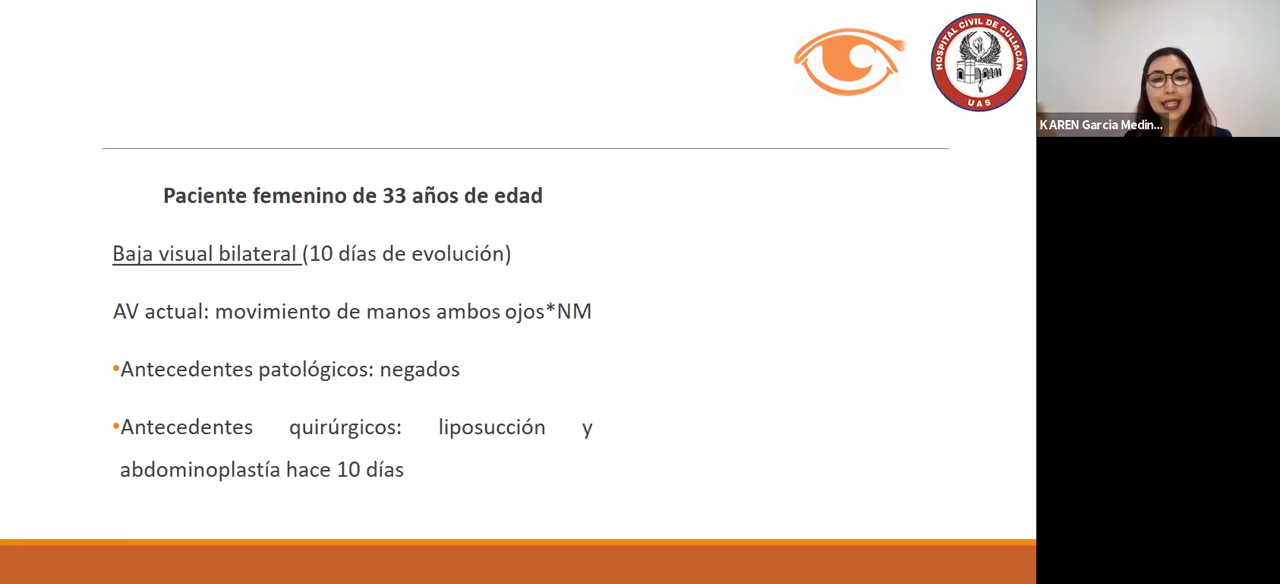 HOSPITAL CIVIL DE CULIACÁN
UAS
KAREN Garcia Medin...
Paciente femenino de 33 años de edad
Baja visual bilateral (10 días de evolución)
AV actual: movimiento de manos ambos ojos*NM
•Antecedentes patológicos: negados
•Antecedentes quirúrgicos: liposucción y
abdominoplastía hace 10 días